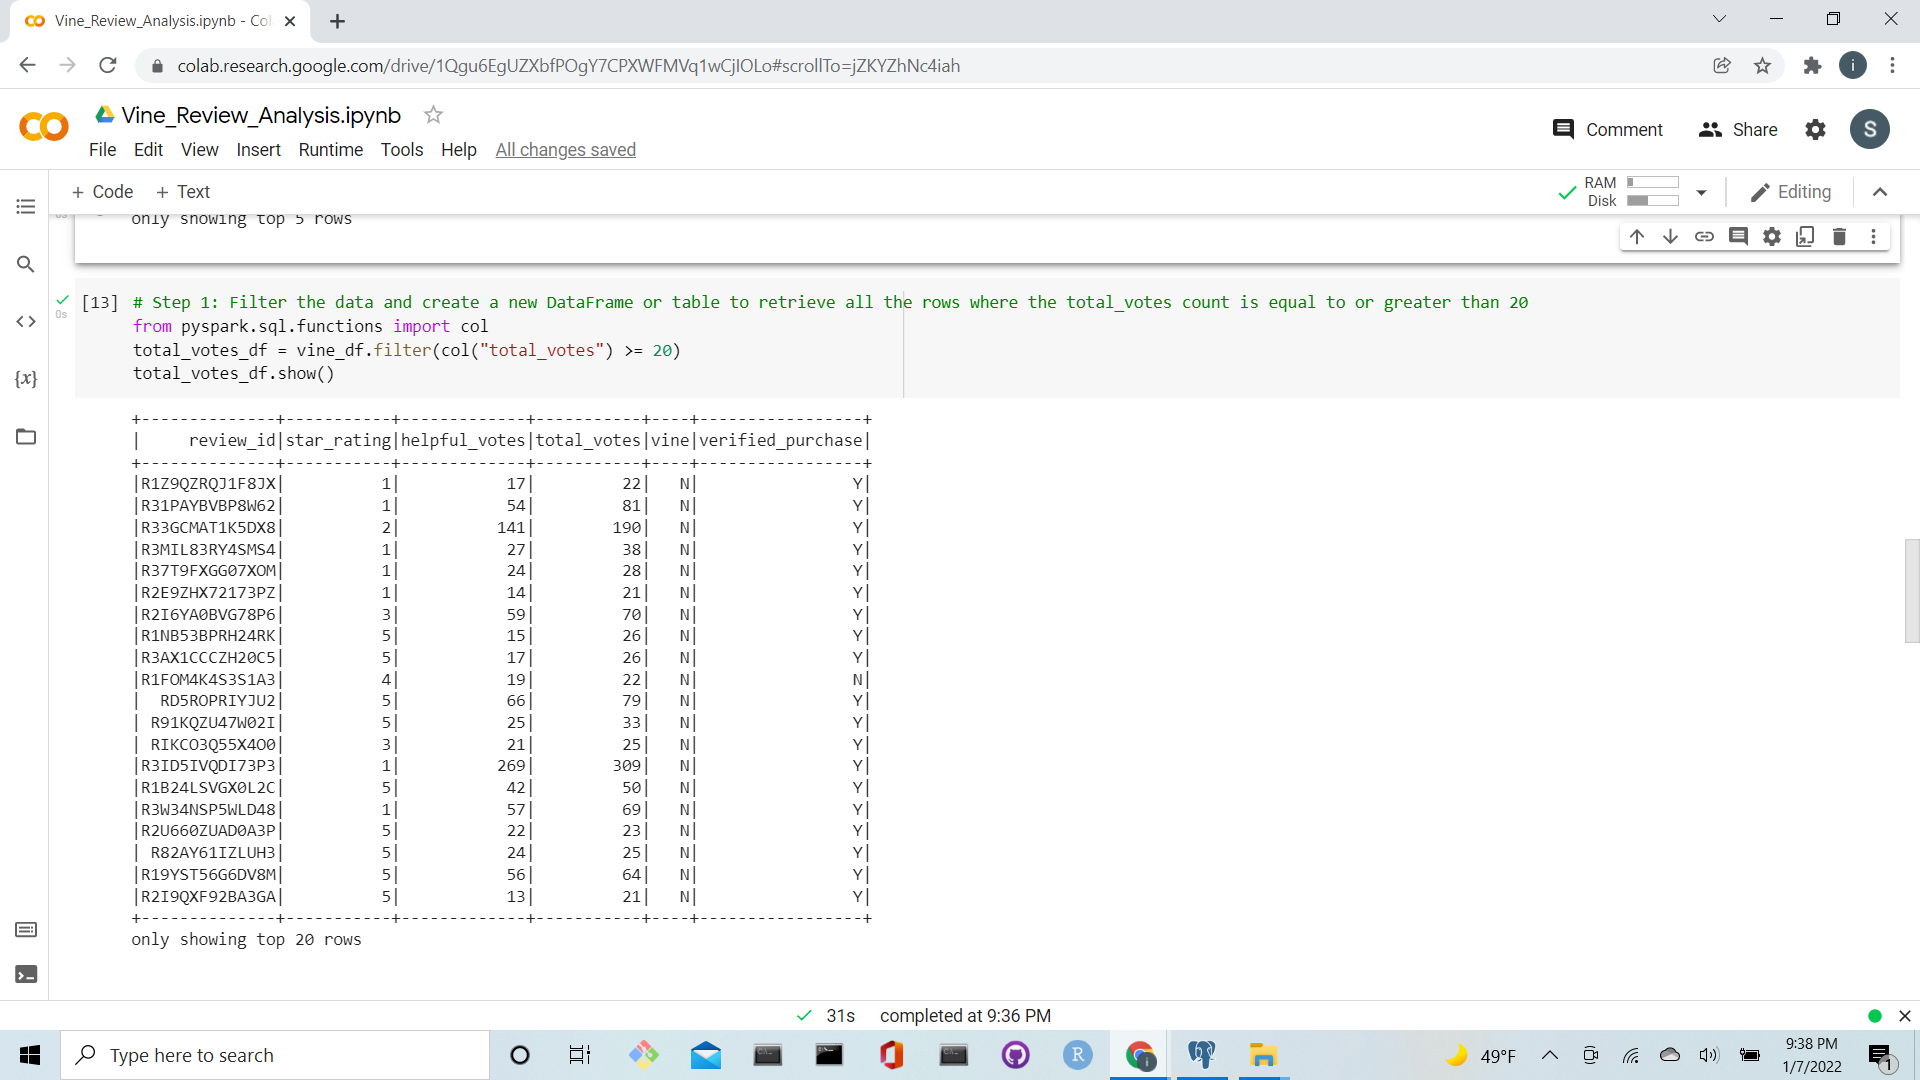 Vine_Review_Analysis.ipynb - Col
colab.research.google.com/drive/1Qgu6EgUZXbfPOgY7CPXWFMVq1wCjIOLo#scrollTo=jZKYZhNc4iah
i
Vine_Review_Analysis.ipynb
Comment
Share
S
File Edit View Insert Runtime Tools Help All changes saved
+ Code + Text
RAM
Disk
Editing
only showing top 5 rows
[13] # Step 1: Filter the data and create a new DataFrame or table to retrieve all the rows where the total_votes count is equal to or greater than 20
0s
from pyspark.sql.functions import col
total_votes_df = vine_df.filter(col("total_votes") >= 20)
total_votes_df.show()
+--------------+-----------+-------------+-----------+----+-----------------+
|     review_id|star_rating|helpful_votes|total_votes|vine|verified_purchase|
+--------------+-----------+-------------+-----------+----+-----------------+
|R1Z9QZRQJ1F8JX|          1|           17|         22|   N|                Y|
|R31PAYBVBP8W62|          1|           54|         81|   N|                Y|
|R33GCMAT1K5DX8|          2|          141|        190|   N|                Y|
|R3MIL83RY4SMS4|          1|           27|         38|   N|                Y|
|R37T9FXGG07XOM|          1|           24|         28|   N|                Y|
|R2E9ZHX72173PZ|          1|           14|         21|   N|                Y|
|R2I6YA0BVG78P6|          3|           59|         70|   N|                Y|
|R1NB53BPRH24RK|          5|           15|         26|   N|                Y|
|R3AX1CCCZH20C5|          5|           17|         26|   N|                Y|
|R1FOM4K4S3S1A3|          4|           19|         22|   N|                N|
|  RD5ROPRIYJU2|          5|           66|         79|   N|                Y|
| R91KQZU47W02I|          5|           25|         33|   N|                Y|
| RIKCO3Q55X4O0|          3|           21|         25|   N|                Y|
|R3ID5IVQDI73P3|          1|          269|        309|   N|                Y|
|R1B24LSVGX0L2C|          5|           42|         50|   N|                Y|
|R3W34NSP5WLD48|          1|           57|         69|   N|                Y|
|R2U660ZUAD0A3P|          5|           22|         23|   N|                Y|
| R82AY61IZLUH3|          5|           24|         25|   N|                Y|
|R19YST56G6DV8M|          5|           56|         64|   N|                Y|
|R2I9QXF92BA3GA|          5|           13|         21|   N|                Y|
+--------------+-----------+-------------+-----------+----+-----------------+
only showing top 20 rows
31s completed at 9:36 PM
Type here to search
R
49°F
9:38 PM
1/7/2022
1